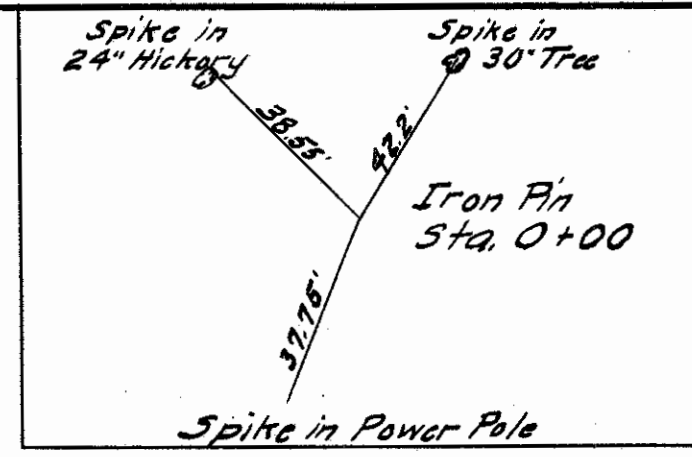 Spike in
24" Hickory
Spike in
30" Tree
38.55'
42.2'
Iron Pin
Sta. 0+00
37.75'
Spike in Power Pole